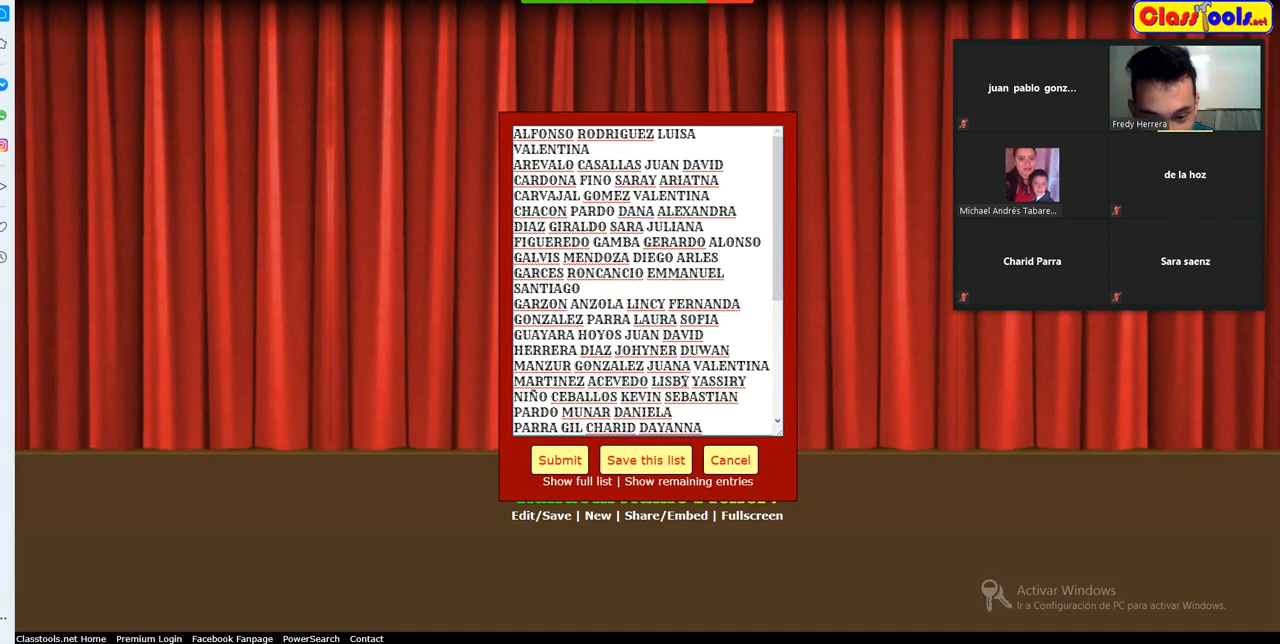 ClassTools.net
juan pablo gonz...
Fredy Herrera
Michael Andrés Tabare...
de la hoz
Charid Parra
Sara saenz
ALFONSO RODRIGUEZ LUISA
VALENTINA
AREVALO CASALLAS JUAN DAVID
CARDONA FINO SARAY ARIATNA
CARVAJAL GOMEZ VALENTINA
CHACON PARDO DANA ALEXANDRA
DIAZ GIRALDO SARA JULIANA
FIGUEREDO GAMBA GERARDO ALONSO
GALVIS MENDOZA DIEGO ARLES
GARCES RONCANCIO EMMANUEL
SANTIAGO
GARZON ANZOLA LINCY FERNANDA
GONZALEZ PARRA LAURA SOFIA
GUAYARA HOYOS JUAN DAVID
HERRERA DIAZ JOHYNER DUWAN
MANZUR GONZALEZ JUANA VALENTINA
MARTINEZ ACEVEDO LISBY YASSIRY
NIÑO CEBALLOS KEVIN SEBASTIAN
PARDO MUNAR DANIELA
PARRA GIL CHARID DAYANNA
Submit Save this list Cancel
Show full list | Show remaining entries
Edit/Save | New | Share/Embed | Fullscreen
Activar Windows
Ir a Configuración de PC para activar Windows.
Classtools.net Home Premium Login Facebook Fanpage PowerSearch Contact